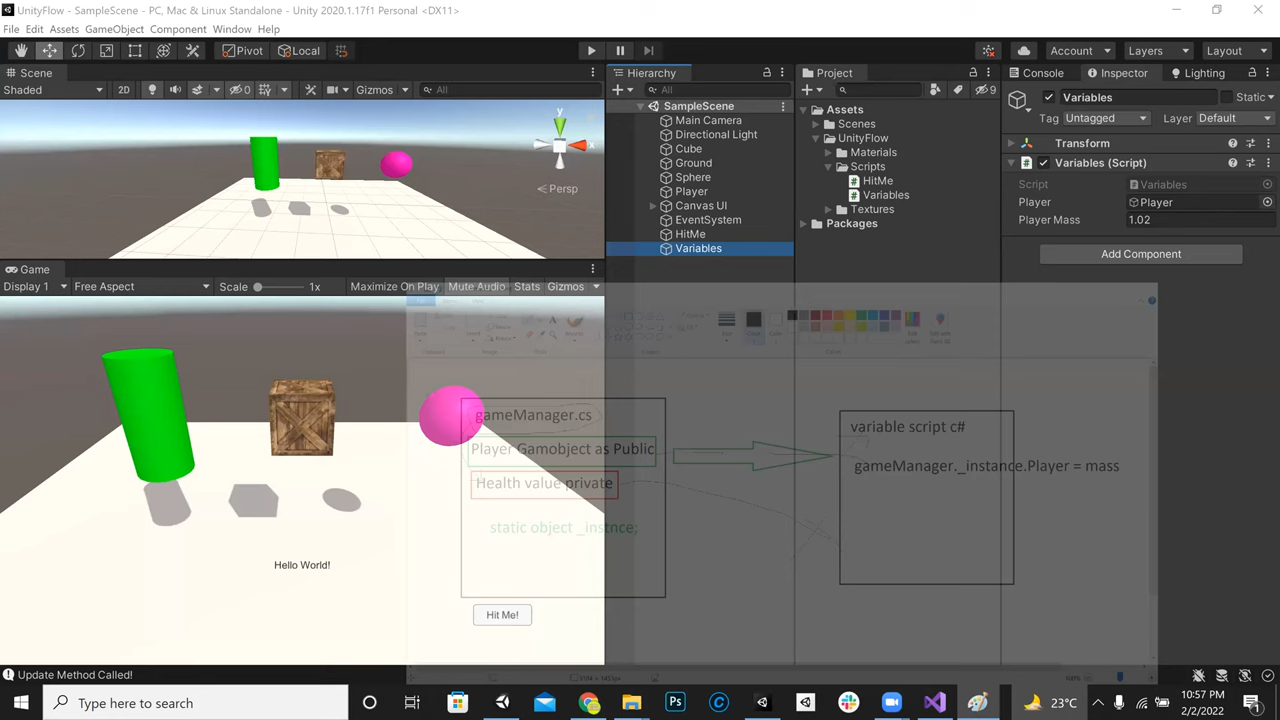 UnityFlow - SampleScene - PC, Mac & Linux Standalone - Unity 2020.1.17f1 Personal <DX11>
File Edit Assets GameObject Component Window Help
Pivot Local Account Layers Layout
Scene
Shaded 2D 0 Gizmos All
y
x
Persp
Game
Display 1 Free Aspect Scale 1x Maximize On Play Mute Audio Stats Gizmos
Hello World!
Hit Me!
Hierarchy
All
SampleScene
Main Camera
Directional Light
Cube
Ground
Sphere
Player
Canvas UI
EventSystem
HitMe
Variables
Project
9
Assets
Scenes
UnityFlow
Materials
Scripts
HitMe
Variables
Textures
Packages
Console Inspector Lighting
Variables Static
Tag Untagged Layer Default
Transform
Variables (Script)
Script Variables
Player Player
Player Mass 1.02
Add Component
gameManager.cs
Player Gamobject as Public
Health value private
static object _instnce;
variable script c#
gameManager._instance.Player = mass
Update Method Called!
Type here to search
23°C
10:57 PM
2/2/2022